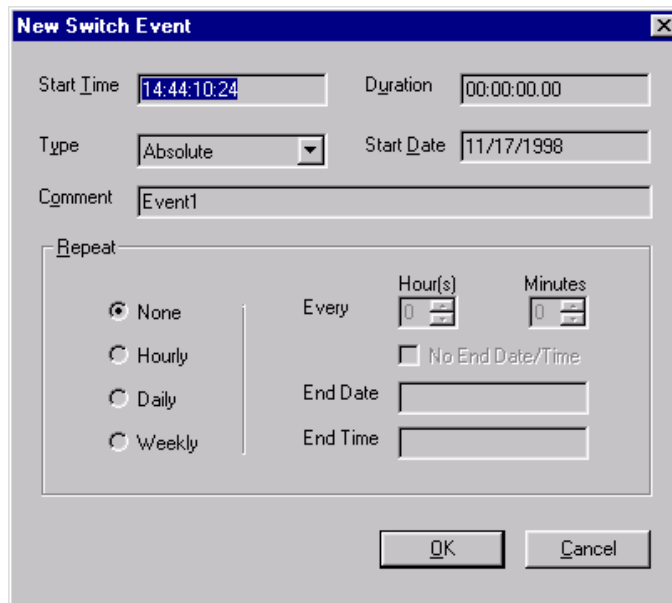 New Switch Event
Start Time 14:44:10:24 Duration 00:00:00.00
Type Absolute Start Date 11/17/1998
Comment Event1
Repeat
Hour(s) Minutes
None Every 0 0
Hourly No End Date/Time
Daily End Date
Weekly End Time
OK Cancel